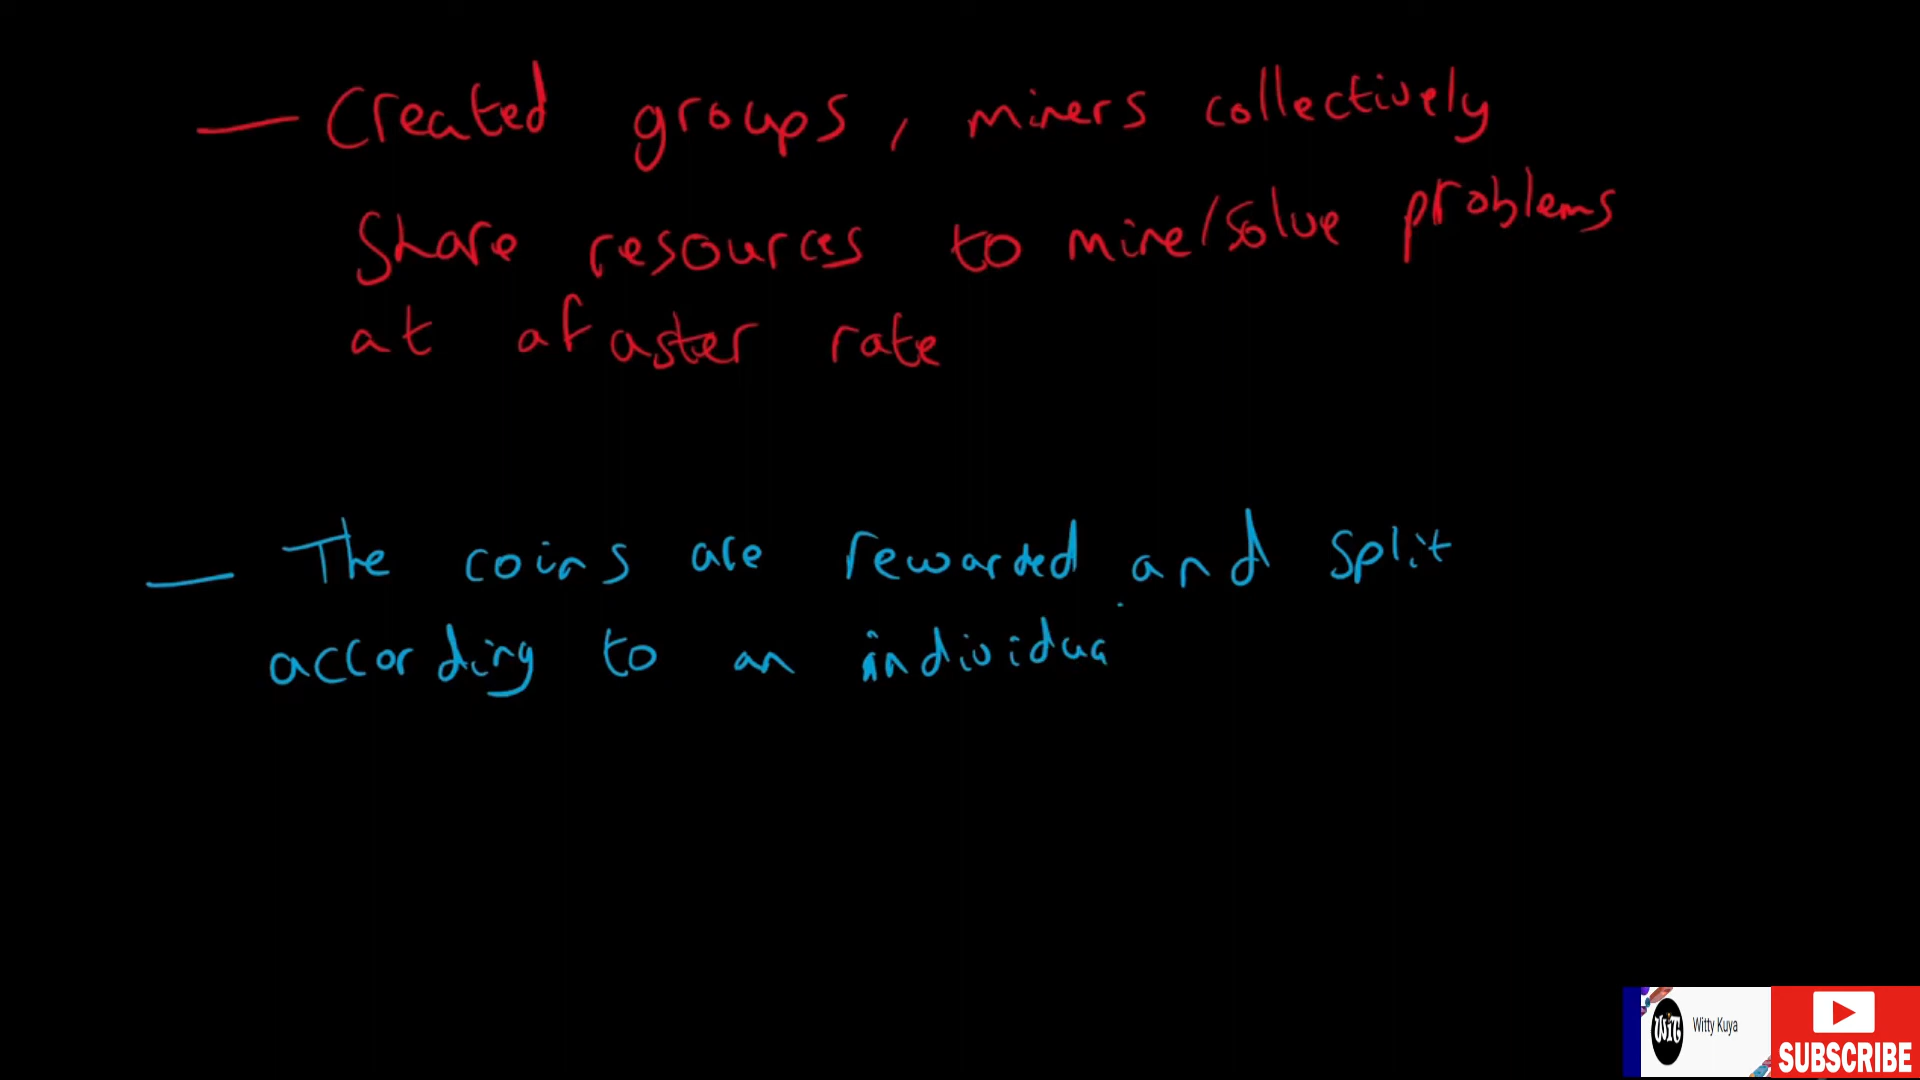 — Created groups, miners collectively
Share resources to mine/solve problems
at a faster rate
— The coins are rewarded and split
according to an individua
WiTC
Witty Kuya
SUBSCRIBE